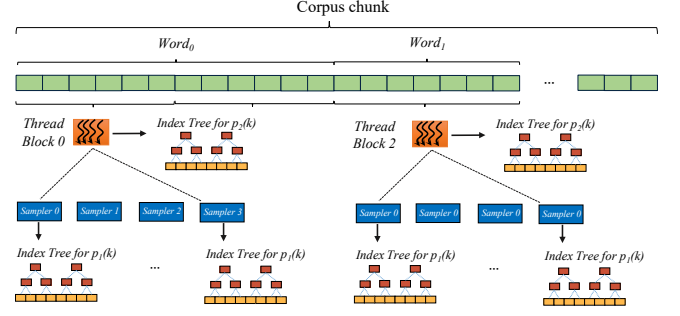 Corpus chunk
Word0 Word1
...
Thread Block 0
Index Tree for p2(k)
Thread Block 2
Index Tree for p2(k)
Sampler 0 Sampler 1 Sampler 2 Sampler 3
Sampler 0 Sampler 0 Sampler 0 Sampler 0
Index Tree for p1(k) ... Index Tree for p1(k)
Index Tree for p1(k) ... Index Tree for p1(k)